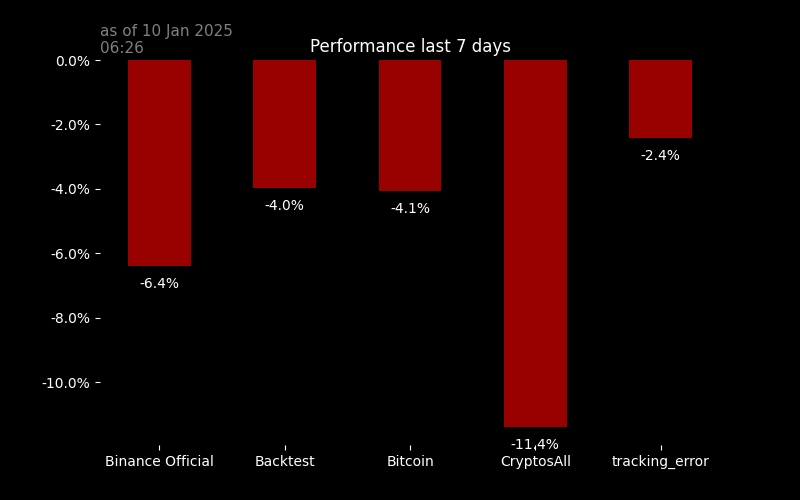 as of 10 Jan 2025
06:26
Performance last 7 days
0.0%
-2.0%
-4.0%
-6.0%
-8.0%
-10.0%
-6.4%
-4.0%
-4.1%
-11.4%
-2.4%
Binance Official
Backtest
Bitcoin
CryptosAll
tracking_error